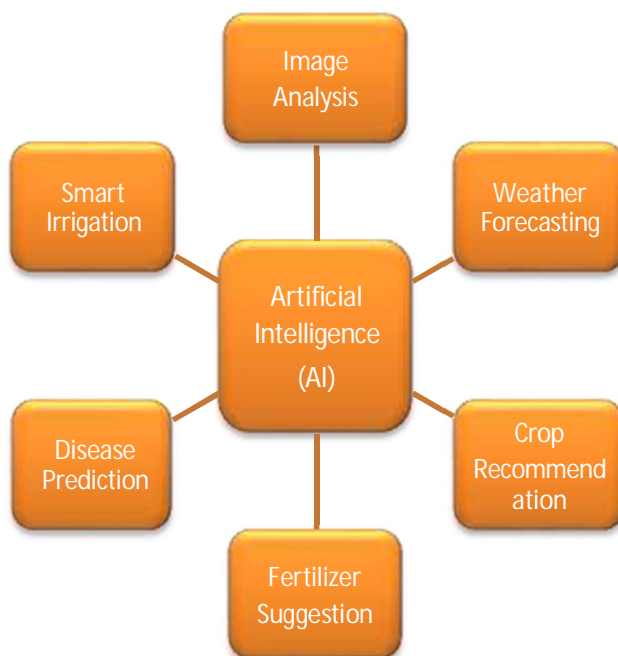 Image
Analysis
Smart
Irrigation
Weather
Forecasting
Artificial
Intelligence
(AI)
Disease
Prediction
Crop
Recommend
ation
Fertilizer
Suggestion